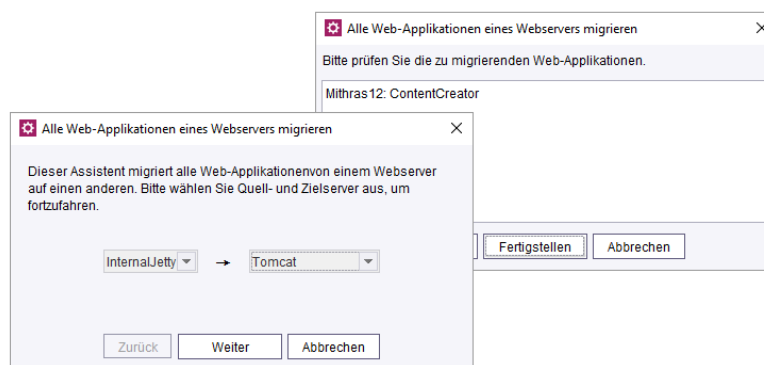 Alle Web-Applikationen eines Webservers migrieren
Bitte prüfen Sie die zu migrierenden Web-Applikationen.
Mithras12: ContentCreator
Fertigstellen
Abbrechen
Alle Web-Applikationen eines Webservers migrieren
Dieser Assistent migriert alle Web-Applikationenvon einem Webserver
auf einen anderen. Bitte wählen Sie Quell- und Zielserver aus, um
fortzufahren.
InternalJetty → Tomcat
Zurück
Weiter
Abbrechen